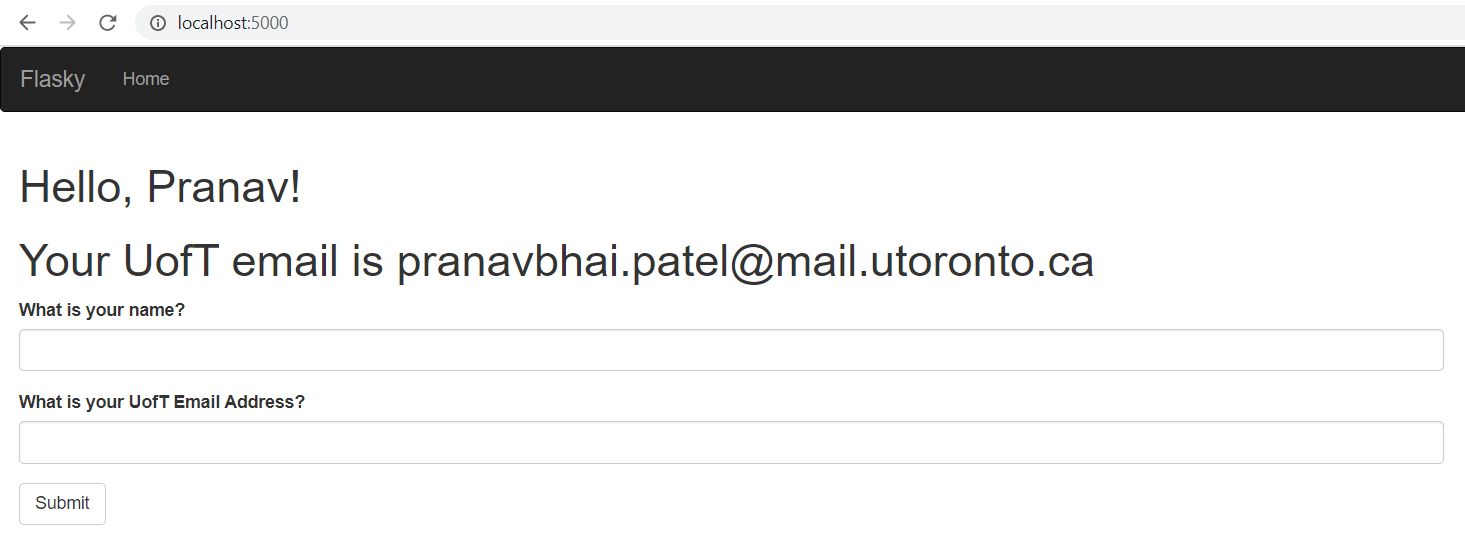 localhost:5000
Flasky Home
Hello, Pranav!
Your UofT email is pranavbhai.patel@mail.utoronto.ca
What is your name?
What is your UofT Email Address?
Submit